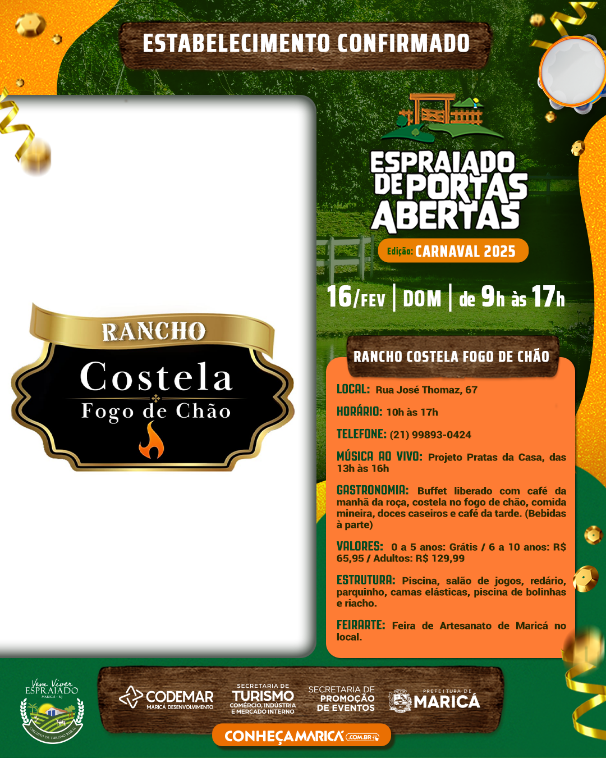 ESTABELECIMENTO CONFIRMADO
ESPRAIADO
DE PORTAS
ABERTAS
Edição: CARNAVAL 2025
16/FEV | DOM | de 9h às 17h
RANCHO
Costela
Fogo de Chão
RANCHO COSTELA FOGO DE CHÃO
LOCAL: Rua José Thomaz, 67
HORÁRIO: 10h às 17h
TELEFONE: (21) 99893-0424
MÚSICA AO VIVO: Projeto Pratas da Casa, das
13h às 16h
GASTRONOMIA: Buffet liberado com café da
manhã da roça, costela no fogo de chão, comida
mineira, doces caseiros e café da tarde. (Bebidas
à parte)
VALORES: 0 a 5 anos: Grátis / 6 a 10 anos: R$
65,95 / Adultos: R$ 129,99
ESTRUTURA: Piscina, salão de jogos, redário,
parquinho, camas elásticas, piscina de bolinhas
e riacho.
FEIRARTE: Feira de Artesanato de Maricá no
local.
Vem Viver
ESPRAIADO
MARICÁ - RJ
CODEMAR
MARICÁ DESENVOLVIMENTO
SECRETARIA DE
TURISMO
COMÉRCIO, INDÚSTRIA
E MERCADO INTERNO
SECRETARIA DE
PROMOÇÃO
DE EVENTOS
PREFEITURA DE
MARICÁ
CONHEÇAMARICÁ .COM.BR